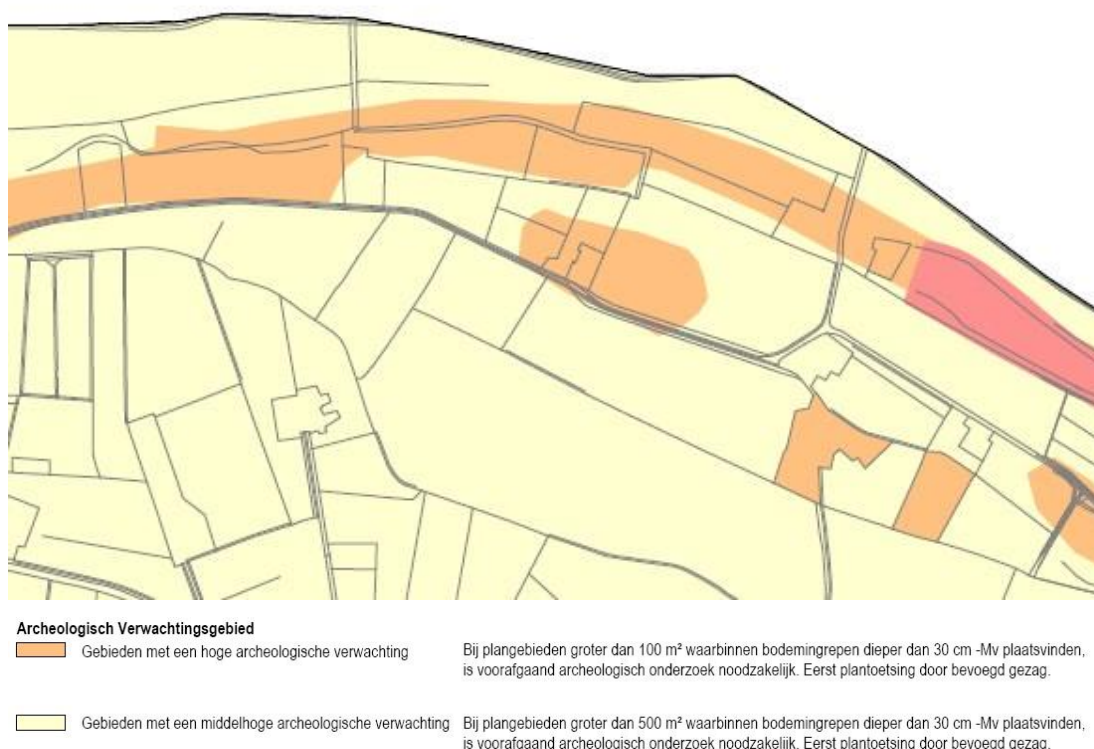 Archeologisch Verwachtingsgebied
Gebieden met een hoge archeologische verwachting
Bij plangebieden groter dan 100 m² waarbinnen bodemingrepen dieper dan 30 cm -Mv plaatsvinden,
is voorafgaand archeologisch onderzoek noodzakelijk. Eerst plantoetsing door bevoegd gezag.
Gebieden met een middelhoge archeologische verwachting
Bij plangebieden groter dan 500 m² waarbinnen bodemingrepen dieper dan 30 cm -Mv plaatsvinden,
is voorafgaand archeologisch onderzoek noodzakelijk. Eerst plantoetsing door bevoegd gezag.